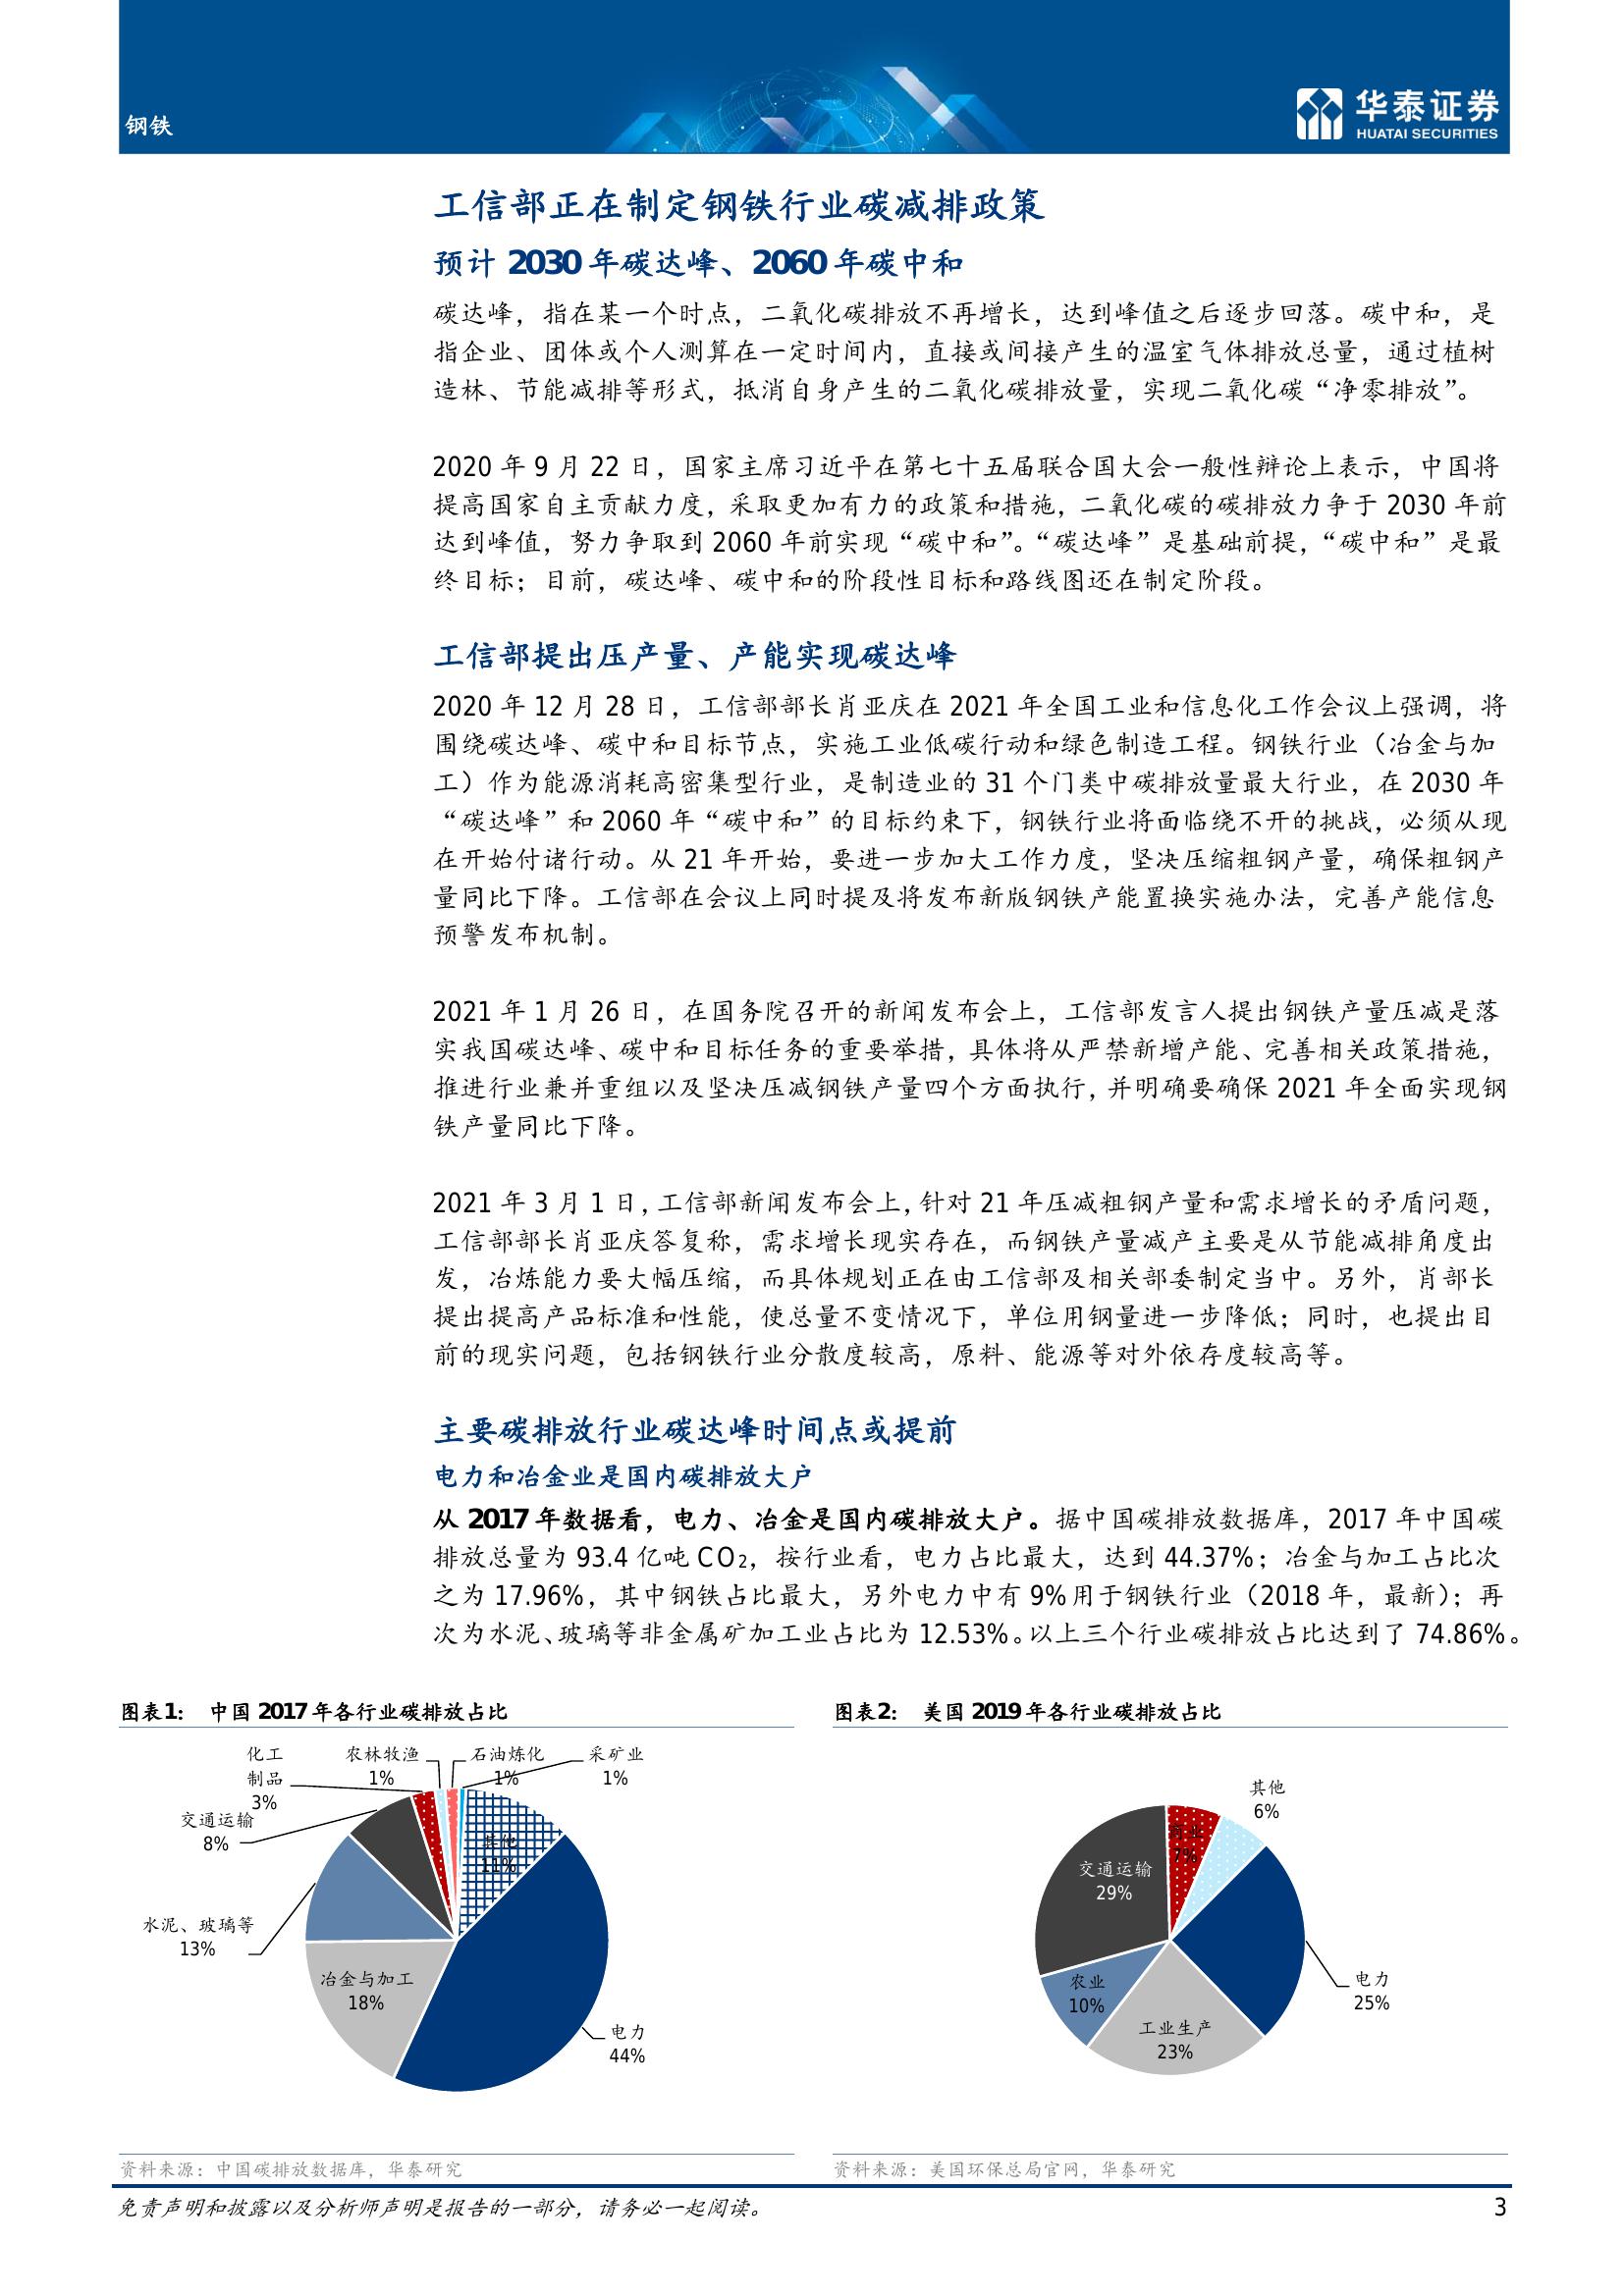 钢铁
华泰证券
HUATAI SECURITIES
工信部正在制定钢铁行业碳减排政策
预计 2030 年碳达峰、2060 年碳中和
碳达峰，指在某一个时点，二氧化碳排放不再增长，达到峰值之后逐步回落。碳中和，是
指企业、团体或个人测算在一定时间内，直接或间接产生的温室气体排放总量，通过植树
造林、节能减排等形式，抵消自身产生的二氧化碳排放量，实现二氧化碳“净零排放”。
2020 年 9 月 22 日，国家主席习近平在第七十五届联合国大会一般性辩论上表示，中国将
提高国家自主贡献力度，采取更加有力的政策和措施，二氧化碳的碳排放力争于 2030 年前
达到峰值，努力争取到 2060 年前实现“碳中和”。“碳达峰”是基础前提，“碳中和”是最
终目标；目前，碳达峰、碳中和的阶段性目标和路线图还在制定阶段。
工信部提出压产量、产能实现碳达峰
2020 年 12 月 28 日，工信部部长肖亚庆在 2021 年全国工业和信息化工作会议上强调，将
围绕碳达峰、碳中和目标节点，实施工业低碳行动和绿色制造工程。钢铁行业（冶金与加
工）作为能源消耗高密集型行业，是制造业的 31 个门类中碳排放量最大行业，在 2030 年
“碳达峰”和 2060 年“碳中和”的目标约束下，钢铁行业将面临绕不开的挑战，必须从现
在开始付诸行动。从 21 年开始，要进一步加大工作力度，坚决压缩粗钢产量，确保粗钢产
量同比下降。工信部在会议上同时提及将发布新版钢铁产能置换实施办法，完善产能信息
预警发布机制。
2021 年 1 月 26 日，在国务院召开的新闻发布会上，工信部发言人提出钢铁产量压减是落
实我国碳达峰、碳中和目标任务的重要举措，具体将从严禁新增产能、完善相关政策措施，
推进行业兼并重组以及坚决压减钢铁产量四个方面执行，并明确要确保 2021 年全面实现钢
铁产量同比下降。
2021 年 3 月 1 日，工信部新闻发布会上，针对 21 年压减粗钢产量和需求增长的矛盾问题，
工信部部长肖亚庆答复称，需求增长现实存在，而钢铁产量减产主要是从节能减排角度出
发，冶炼能力要大幅压缩，而具体规划正在由工信部及相关部委制定当中。另外，肖部长
提出提高产品标准和性能，使总量不变情况下，单位用钢量进一步降低；同时，也提出目
前的现实问题，包括钢铁行业分散度较高，原料、能源等对外依存度较高等。
主要碳排放行业碳达峰时间点或提前
电力和冶金业是国内碳排放大户
从 2017 年数据看，电力、冶金是国内碳排放大户。据中国碳排放数据库，2017 年中国碳
排放总量为 93.4 亿吨 CO₂，按行业看，电力占比最大，达到 44.37%；冶金与加工占比次
之为 17.96%，其中钢铁占比最大，另外电力中有 9%用于钢铁行业（2018 年，最新）；再
次为水泥、玻璃等非金属矿加工业占比为 12.53%。以上三个行业碳排放占比达到了 74.86%。
图表1： 中国 2017 年各行业碳排放占比
化工
制品
3%
农林牧渔
1%
石油炼化
1%
采矿业
1%
交通运输
8%
其他
11%
水泥、玻璃等
13%
冶金与加工
18%
电力
44%
资料来源：中国碳排放数据库，华泰研究
图表2： 美国 2019 年各行业碳排放占比
其他
6%
商业
7%
交通运输
29%
农业
10%
电力
25%
工业生产
23%
资料来源：美国环保总局官网，华泰研究
免责声明和披露以及分析师声明是报告的一部分，请务必一起阅读。
3